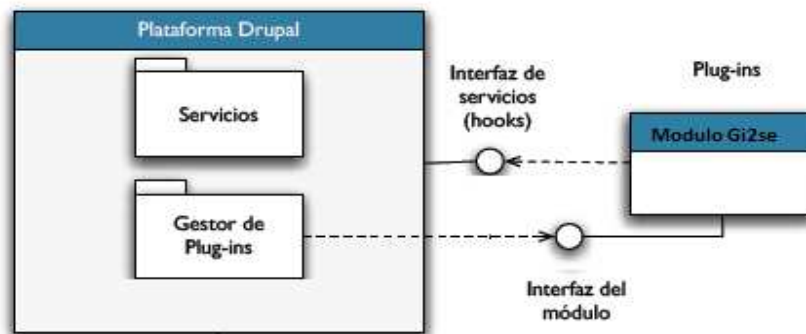 Plataforma Drupal
Servicios
Gestor de
Plug-ins
Interfaz de
servicios
(hooks)
Plug-ins
Modulo Gi2se
Interfaz del
módulo